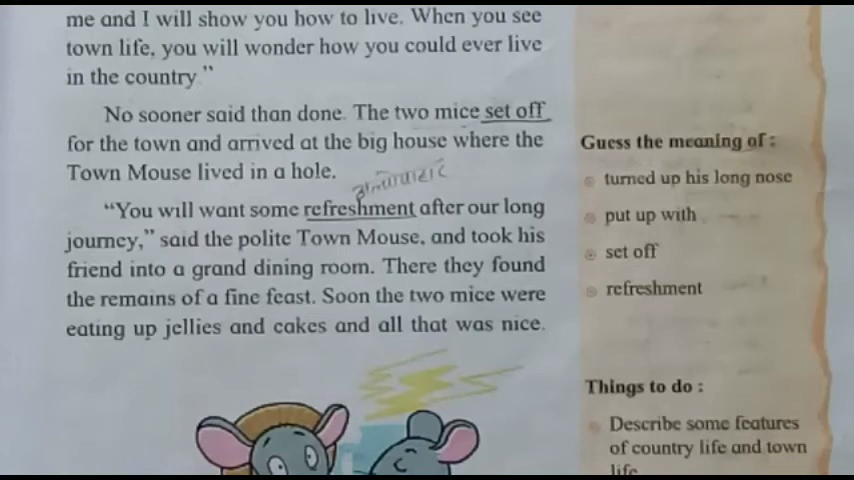 me and I will show you how to live. When you see
town life, you will wonder how you could ever live
in the country."
No sooner said than done. The two mice set off
for the town and arrived at the big house where the
Town Mouse lived in a hole.
"You will want some refreshment after our long
journey," said the polite Town Mouse, and took his
friend into a grand dining room. There they found
the remains of a fine feast. Soon the two mice were
eating up jellies and cakes and all that was nice.
Guess the meaning of :
turned up his long nose
put up with
set off
refreshment
Things to do :
Describe some features
of country life and town
life